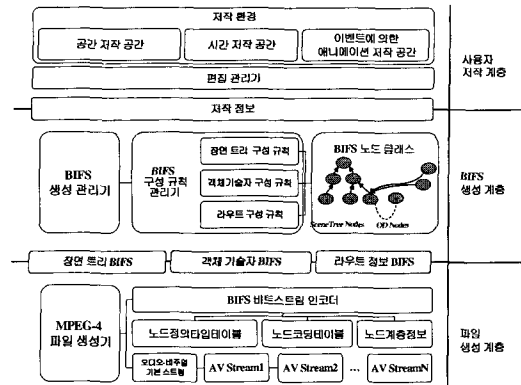 저작 환경
공간 저작 공간
시간 저작 공간
이벤트에 의한
애니메이션 저작 공간
편집 관리기
사용자
저작 계층
저작 정보
BIFS
생성 관리기
BIFS
구성 규칙
관리기
장면 트리 구성 규칙
객체기술자 구성 규칙
라우트 구성 규칙
BIFS 노드 클래스
SceneTree Nodes
OD Nodes
BIFS
생성 계층
장면 트리 BIFS
객체 기술자 BIFS
라우트 정보 BIFS
MPEG-4
파일 생성기
BIFS 비트스트림 인코더
노드정의타입테이블
노드코딩테이블
노드계층정보
오디오-비주얼
기본 스트림
AV Stream1
AV Stream2
...
AV StreamN
파일
생성 계층